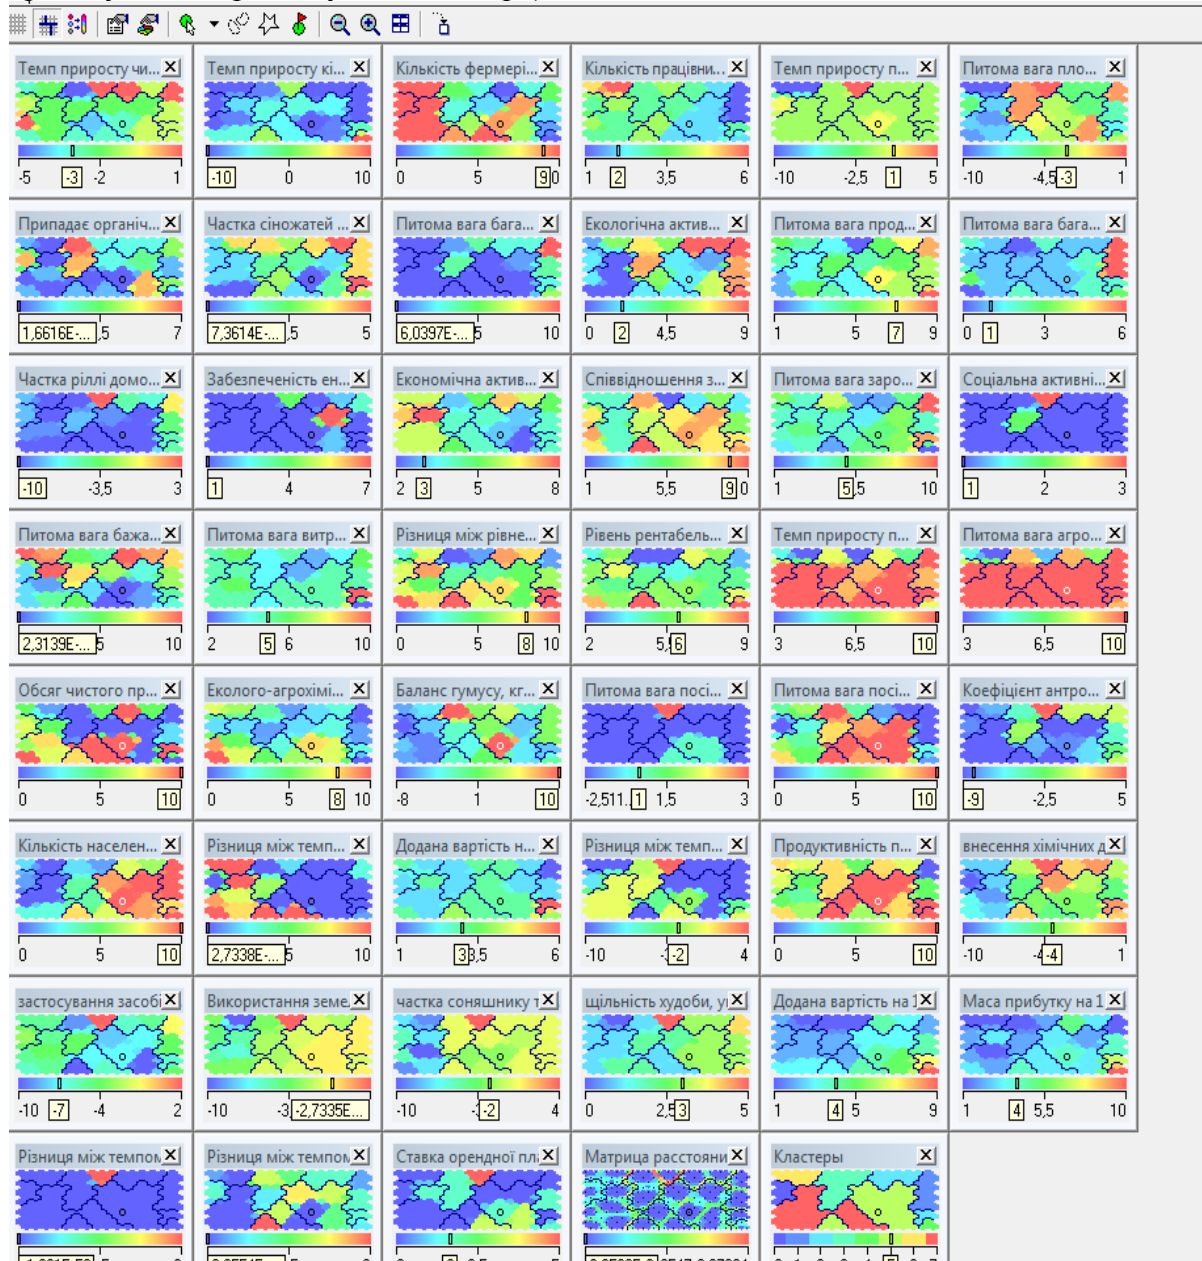 Темп приросту чи... Темп приросту кі... Кількість фермері... Кількість працівни... Темп приросту п... Питома вага пло...
-5 -3 -2 1 -10 0 10 0 5 9 0 1 2 3,5 6 -10 -2,5 1 5 -10 -4,5 -3 1
Припадає органіч... Частка сіножатей ... Питома вага бага... Екологічна актив... Питома вага прод... Питома вага бага...
1,6616E-... ,5 7 7,3614E-... ,5 5 6,0397E-... 5 10 0 2 4,5 9 1 5 7 9 0 1 3 6
Частка ріллі домо... Забезпеченість ен... Економічна актив... Співвідношення з... Питома вага заро... Соціальна активні...
-10 -3,5 3 1 4 7 2 3 5 8 1 5,5 9 0 1 5 ,5 10 1 2 3
Питома вага бажа... Питома вага витр... Різниця між рівне... Рівень рентабель... Темп приросту п... Питома вага агро...
2,3139E-... 5 10 2 5 6 10 0 5 8 10 2 5, 6 9 3 6,5 10 3 6,5 10
Обсяг чистого пр... Еколого-агрохімі... Баланс гумусу, кг... Питома вага посі... Питома вага посі... Коефіцієнт антро...
0 5 10 0 5 8 10 -8 1 10 -2,511... 1 1,5 3 0 5 10 -9 -2,5 5
Кількість населен... Різниця між темп... Додана вартість н... Різниця між темп... Продуктивність п... внесення хімічних д
0 5 10 2,7338E-... 5 10 1 3 3,5 6 -10 -2 4 0 5 10 -10 -4 -4 1
застосування засобі Використання земе. частка соняшнику т щільність худоби, у Додана вартість на 1 Маса прибутку на 1
-10 -7 -4 2 -10 -3 -2,7335E... -10 -2 4 0 2,5 3 5 1 4 5 9 1 4 5,5 10
Різниця між темпом Різниця між темпом Ставка орендної пл Матрица расстояни Кластеры